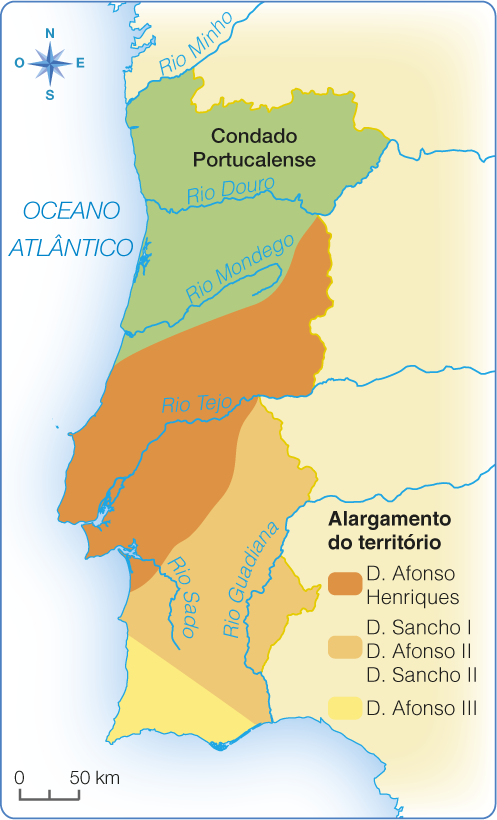 N
O E
S
Rio Minho
Condado
Portucalense
Rio Douro
OCEANO
ATLÂNTICO
Rio Mondego
Rio Tejo
Rio Sado
Rio Guadiana
Alargamento
do território
D. Afonso
Henriques
D. Sancho I
D. Afonso II
D. Sancho II
D. Afonso III
0 50 km